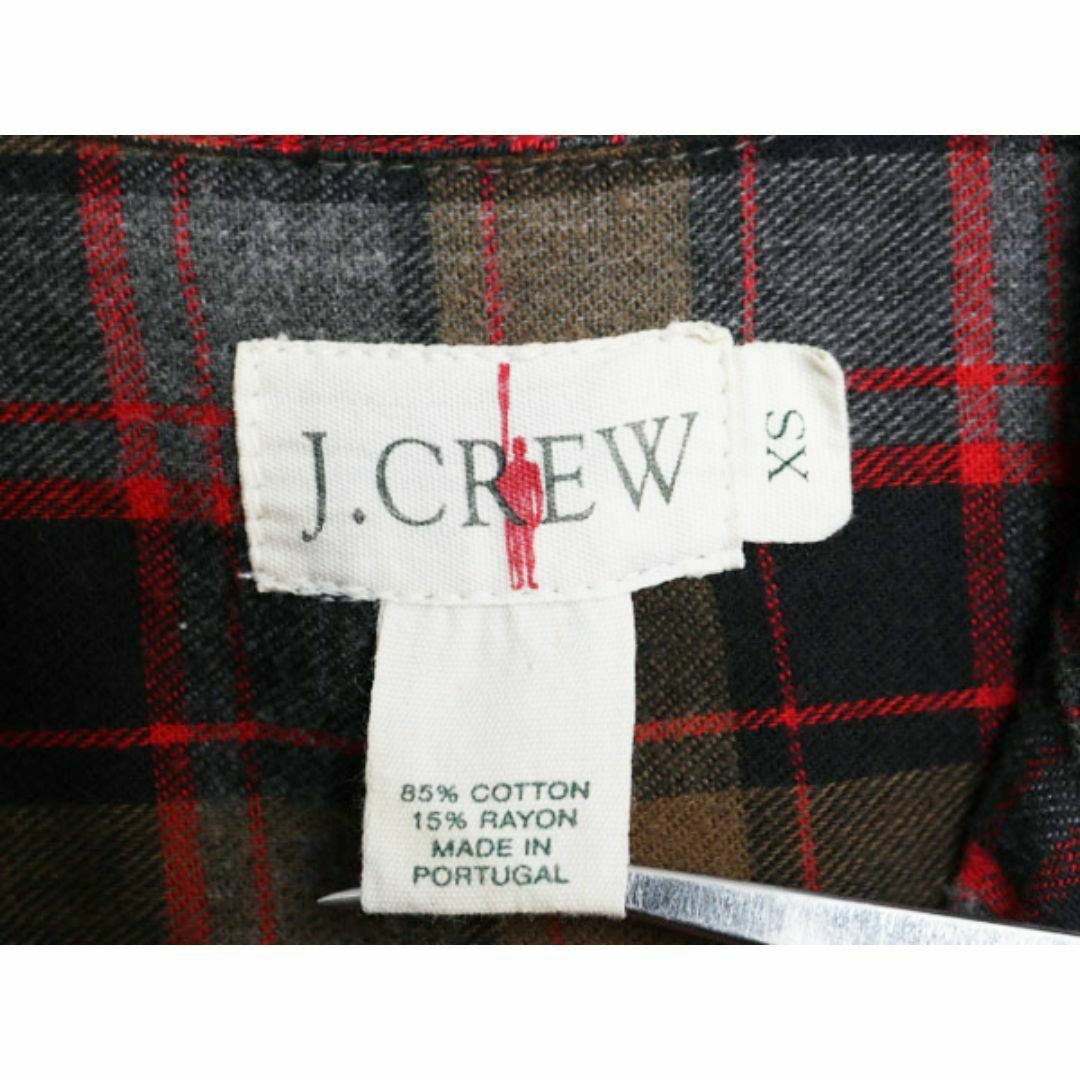 J.CREW
XS
85% COTTON
15% RAYON
MADE IN
PORTUGAL